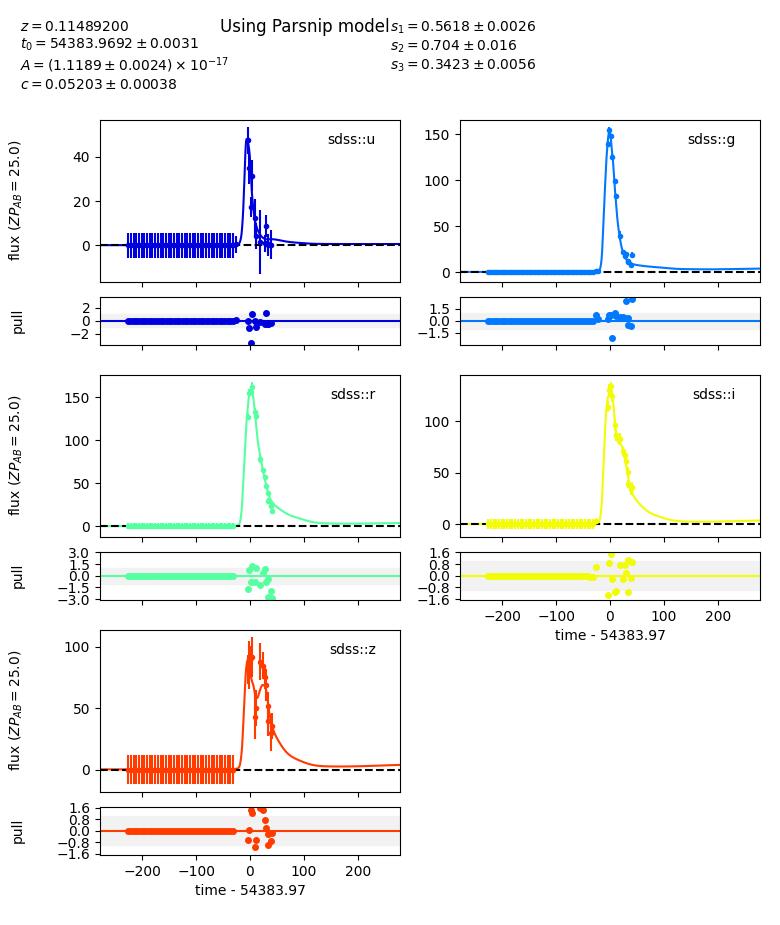 Using Parsnip model
z = 0.11489200
t₀ = 54383.9692 ± 0.0031
A = (1.1189 ± 0.0024) × 10⁻¹⁷
c = 0.05203 ± 0.00038
s₁ = 0.5618 ± 0.0026
s₂ = 0.704 ± 0.016
s₃ = 0.3423 ± 0.0056
flux (ZP_AB = 25.0)
40
20
0
sdss::u
150
100
50
0
sdss::g
pull
2
0
−2
1.5
0.0
−1.5
flux (ZP_AB = 25.0)
150
100
50
0
sdss::r
100
50
0
sdss::i
pull
3.0
1.5
0.0
−1.5
−3.0
1.6
0.8
0.0
−0.8
−1.6
−200 −100 0 100 200
time - 54383.97
flux (ZP_AB = 25.0)
100
50
0
sdss::z
pull
1.6
0.8
0.0
−0.8
−1.6
−200 −100 0 100 200
time - 54383.97